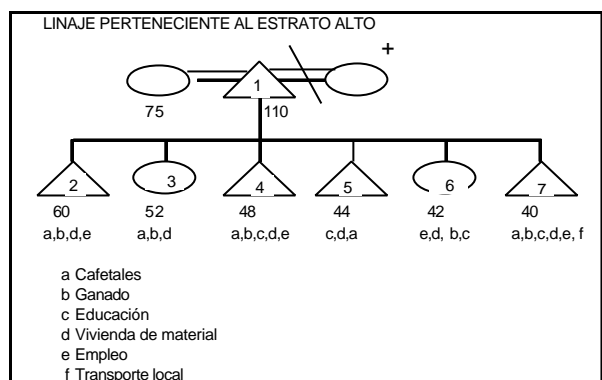 LINAJE PERTENECIENTE AL ESTRATO ALTO
+
1
75 110
2 3 4 5 6 7
60 52 48 44 42 40
a,b,d,e a,b,d a,b,c,d,e c,d,a e,d, b,c a,b,c,d,e, f
a Cafetales
b Ganado
c Educación
d Vivienda de material
e Empleo
f Transporte local